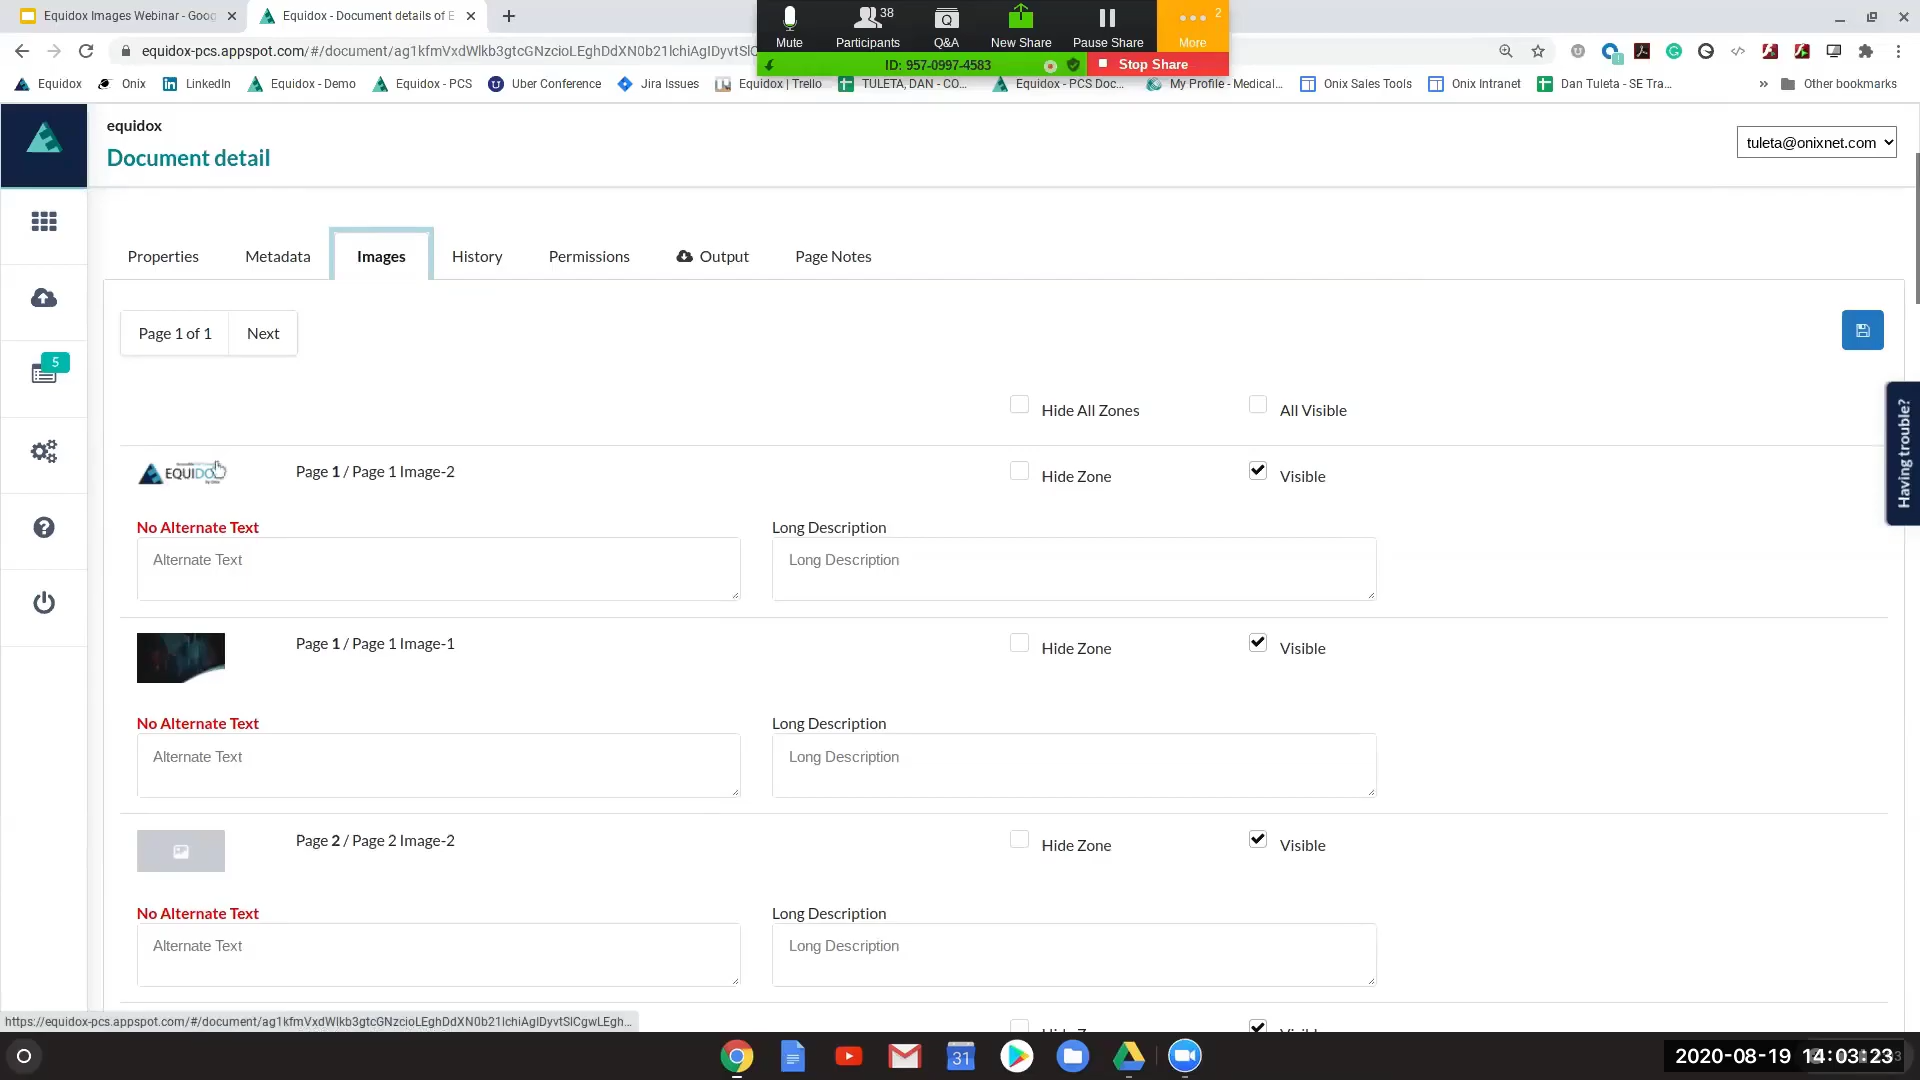 Equidox Images Webinar - Goog
Equidox - Document details of E
38
2
Mute
Participants
Q&A
New Share
Pause Share
More
equidox-pcs.appspot.com/#/document/ag1kfmVxdWlkb3gtcGNzcioLEghDdXN0b21lchiAgIDyvtSlC
ID: 957-0997-4583
Stop Share
Equidox
Onix
LinkedIn
Equidox - Demo
Equidox - PCS
Uber Conference
Jira Issues
Equidox | Trello
TULETA, DAN - CO...
Equidox - PCS Doc...
My Profile - Medical...
Onix Sales Tools
Onix Intranet
Dan Tuleta - SE Tra...
»
Other bookmarks
equidox
Document detail
tuleta@onixnet.com
Properties
Metadata
Images
History
Permissions
Output
Page Notes
Page 1 of 1
Next
5
Having trouble?
Hide All Zones
All Visible
EQUIDO
Page 1 / Page 1 Image-2
Hide Zone
Visible
No Alternate Text
Long Description
Alternate Text
Long Description
Page 1 / Page 1 Image-1
Hide Zone
Visible
No Alternate Text
Long Description
Alternate Text
Long Description
Page 2 / Page 2 Image-2
Hide Zone
Visible
No Alternate Text
Long Description
Alternate Text
Long Description
https://equidox-pcs.appspot.com/#/document/ag1kfmVxdWlkb3gtcGNzcioLEghDdXN0b21lchiAgIDyvtSlCgwLEgh...
31
2020-08-19 14:03:23